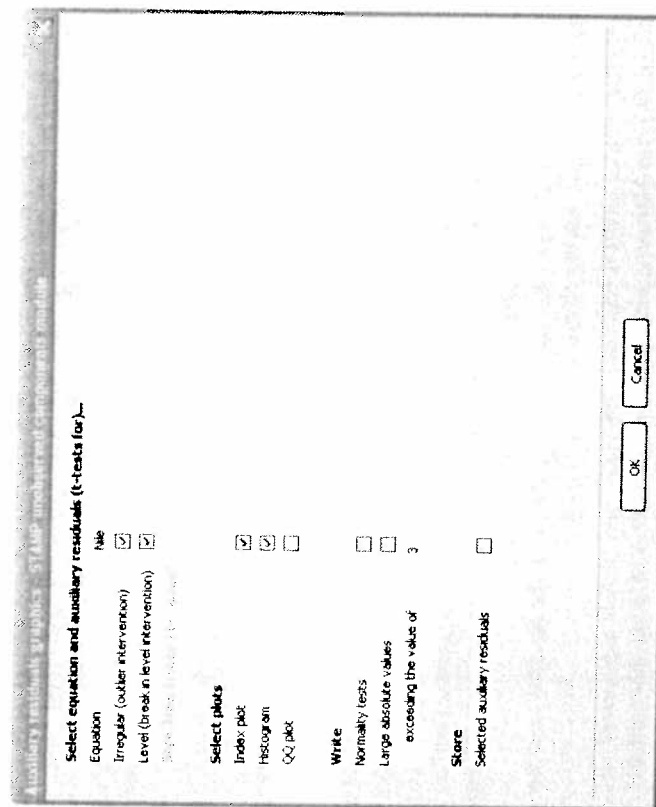 Auxiliary residuals graphics - STAMP unobserved components module
Select equation and auxiliary residuals (t-tests for)...
Equation Nile
Irregular (outlier intervention)
Level (break in level intervention)
Select plots
Index plot
Histogram
QQ plot
Write
Normality tests
Large absolute values
exceeding the value of 3
Store
Selected auxiliary residuals
OK Cancel